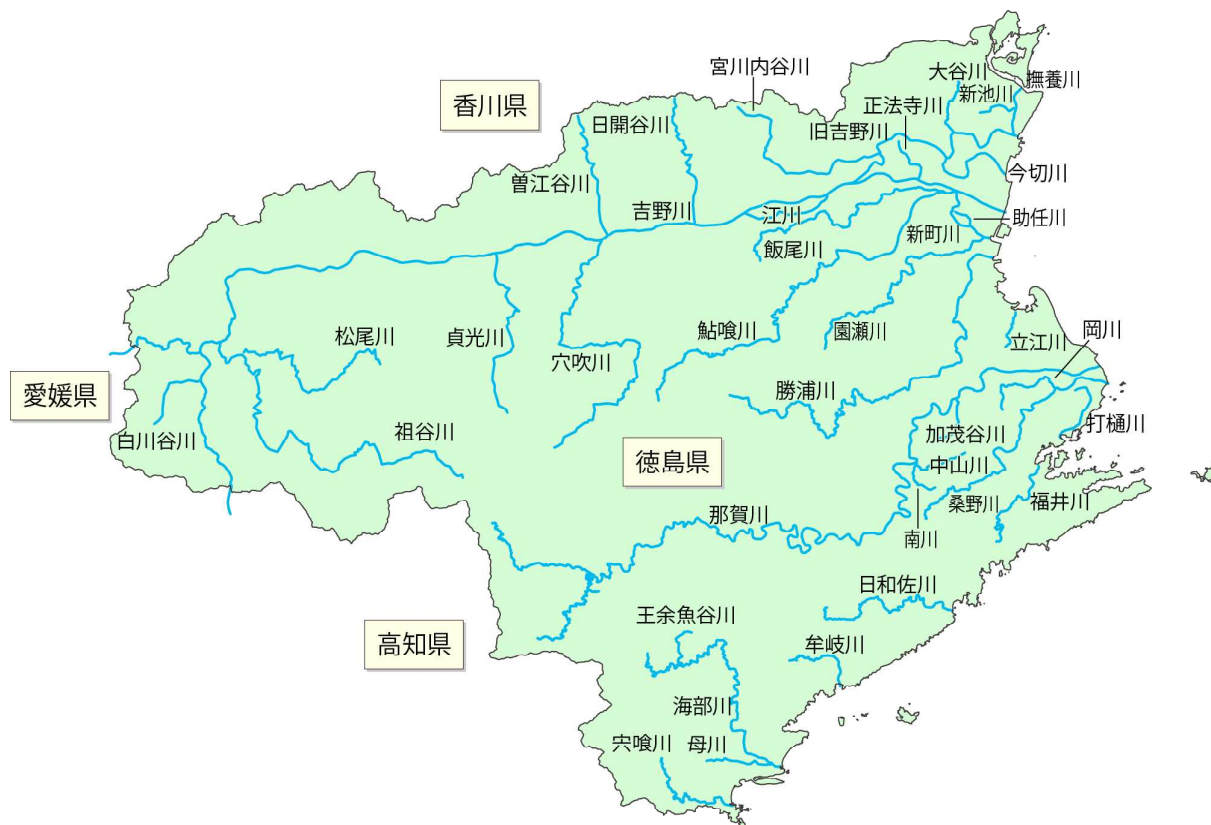 宮川内谷川
大谷川
撫養川
香川県
新池川
正法寺川
日開谷川
旧吉野川
今切川
曽江谷川
吉野川
江川
助任川
新町川
飯尾川
松尾川
貞光川
鮎喰川
園瀬川
岡川
立江川
穴吹川
愛媛県
勝浦川
打樋川
白川谷川
祖谷川
加茂谷川
徳島県
中山川
福井川
桑野川
那賀川
南川
日和佐川
王余魚谷川
高知県
牟岐川
海部川
宍喰川
母川